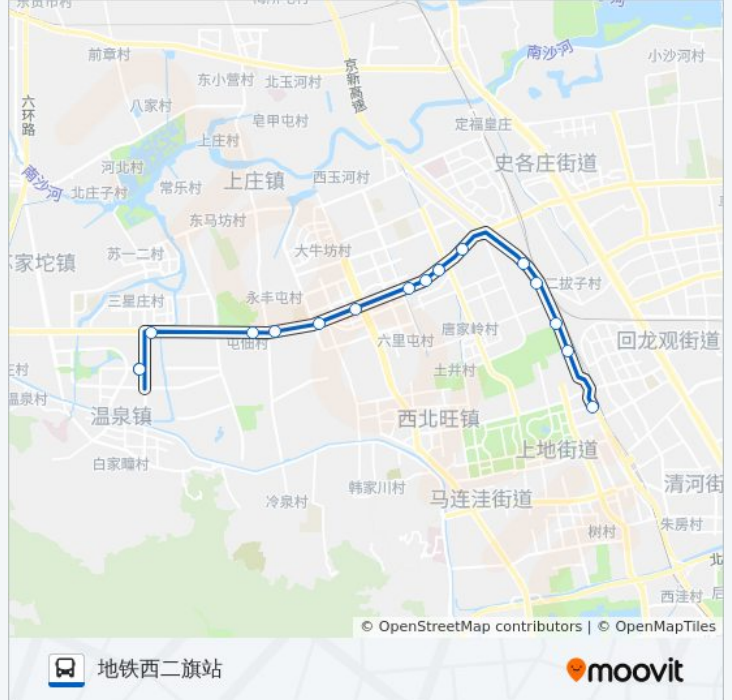 前章村
东小营村
北玉河村
小沙河村
南沙河
京新高速
六环路
八家村
皂甲屯村
定福皇庄
上庄村
史各庄街道
河北村
南沙河
北庄子村
常乐村
上庄镇
西玉河村
东马坊村
苏一二村
大牛坊村
家坨镇
二拨子村
三星庄村
永丰屯村
唐家岭村
回龙观街道
屯佃村
六里屯村
土井村
庄村
温泉村
温泉镇
西北旺镇
上地街道
白家疃村
冷泉村
韩家川村
马连洼街道
清河街
朱房村
树村
北
西洼村
后
© OpenStreetMap contributors | © OpenMapTiles
地铁西二旗站
moovit